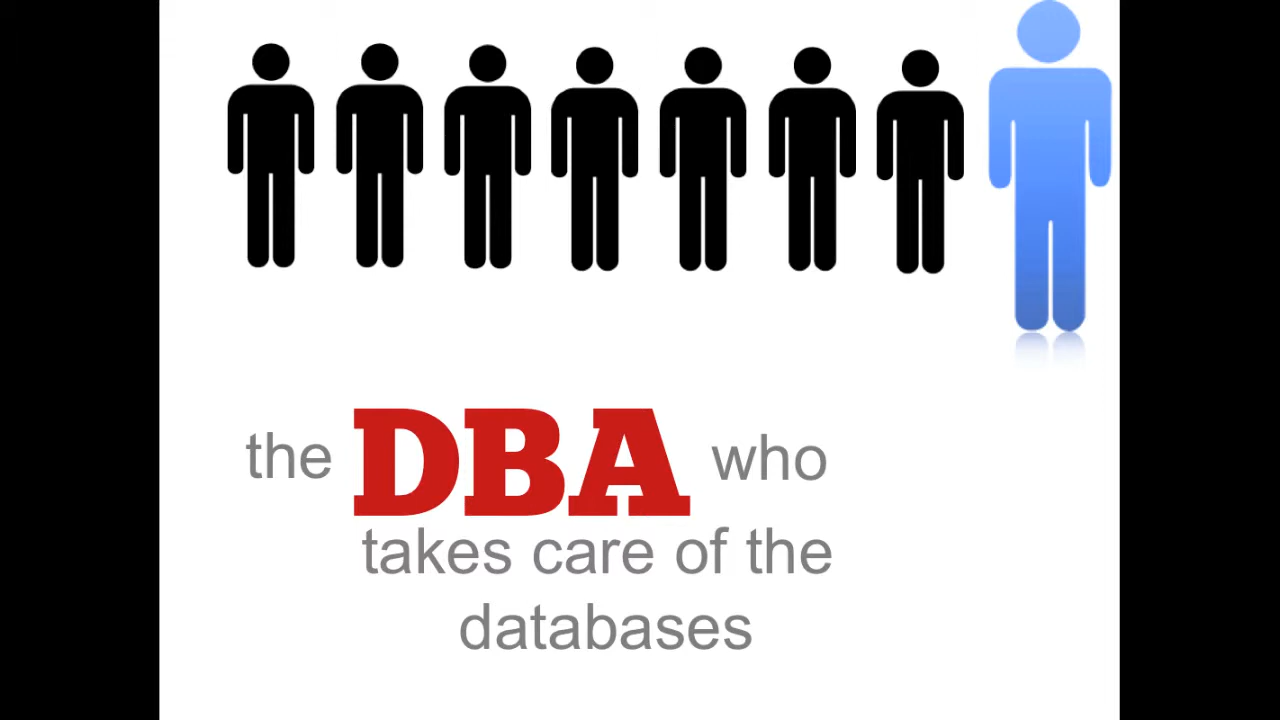 the DBA who
takes care of the
databases